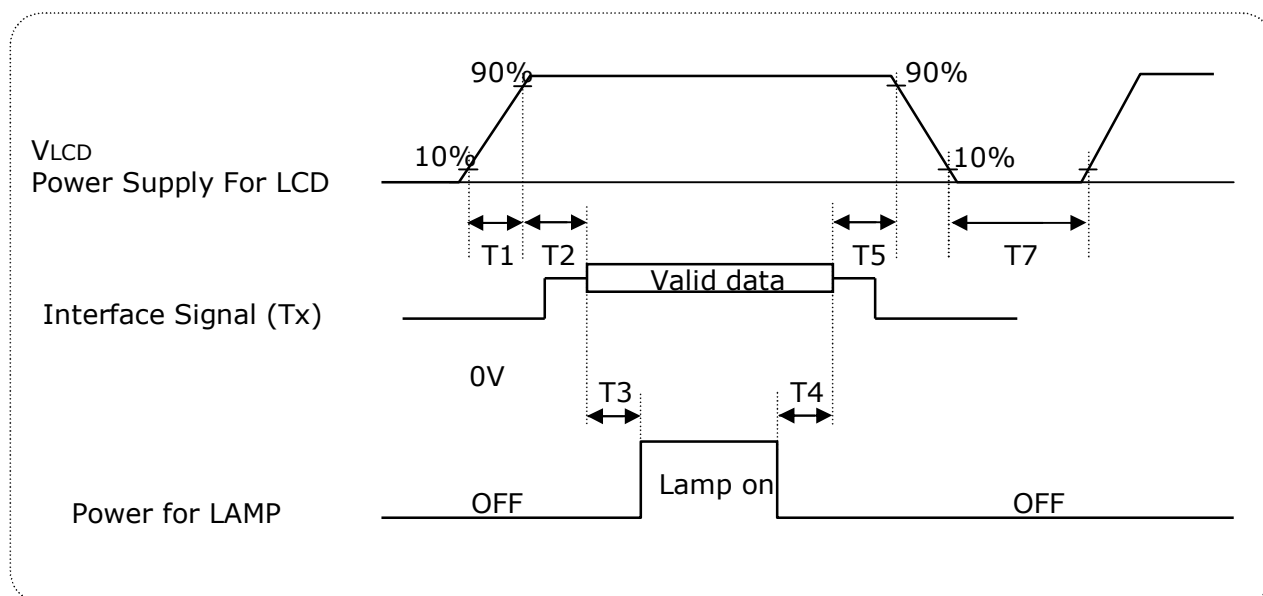 90%
90%
VLCD
10%
10%
Power Supply For LCD
T1
T2
T5
T7
Valid data
Interface Signal (Tx)
0V
T3
T4
Lamp on
Power for LAMP
OFF
OFF